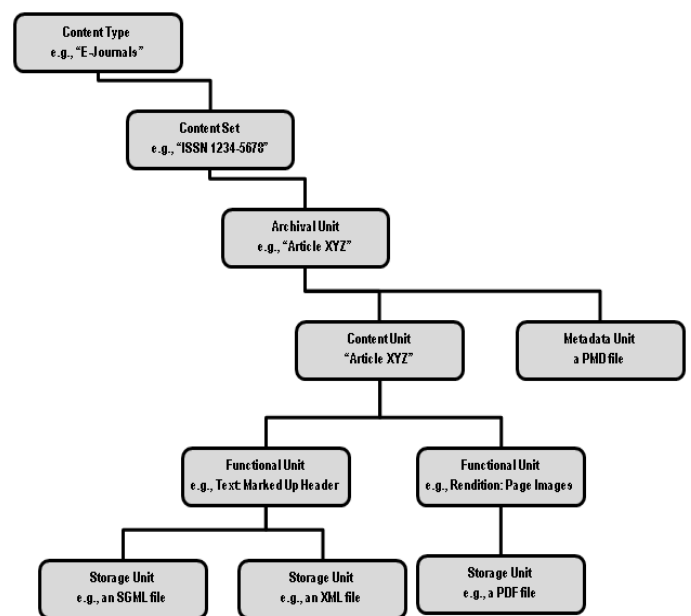 Content Type
e.g., “E-Journals”
Content Set
e.g., “ISSN 1234-5678”
Archival Unit
e.g., “Article XYZ”
Content Unit
“Article XYZ”
Metadata Unit
a PMD file
Functional Unit
e.g., Text: Marked Up Header
Functional Unit
e.g., Rendition: Page Images
Storage Unit
e.g., an SGML file
Storage Unit
e.g., an XML file
Storage Unit
e.g., a PDF file